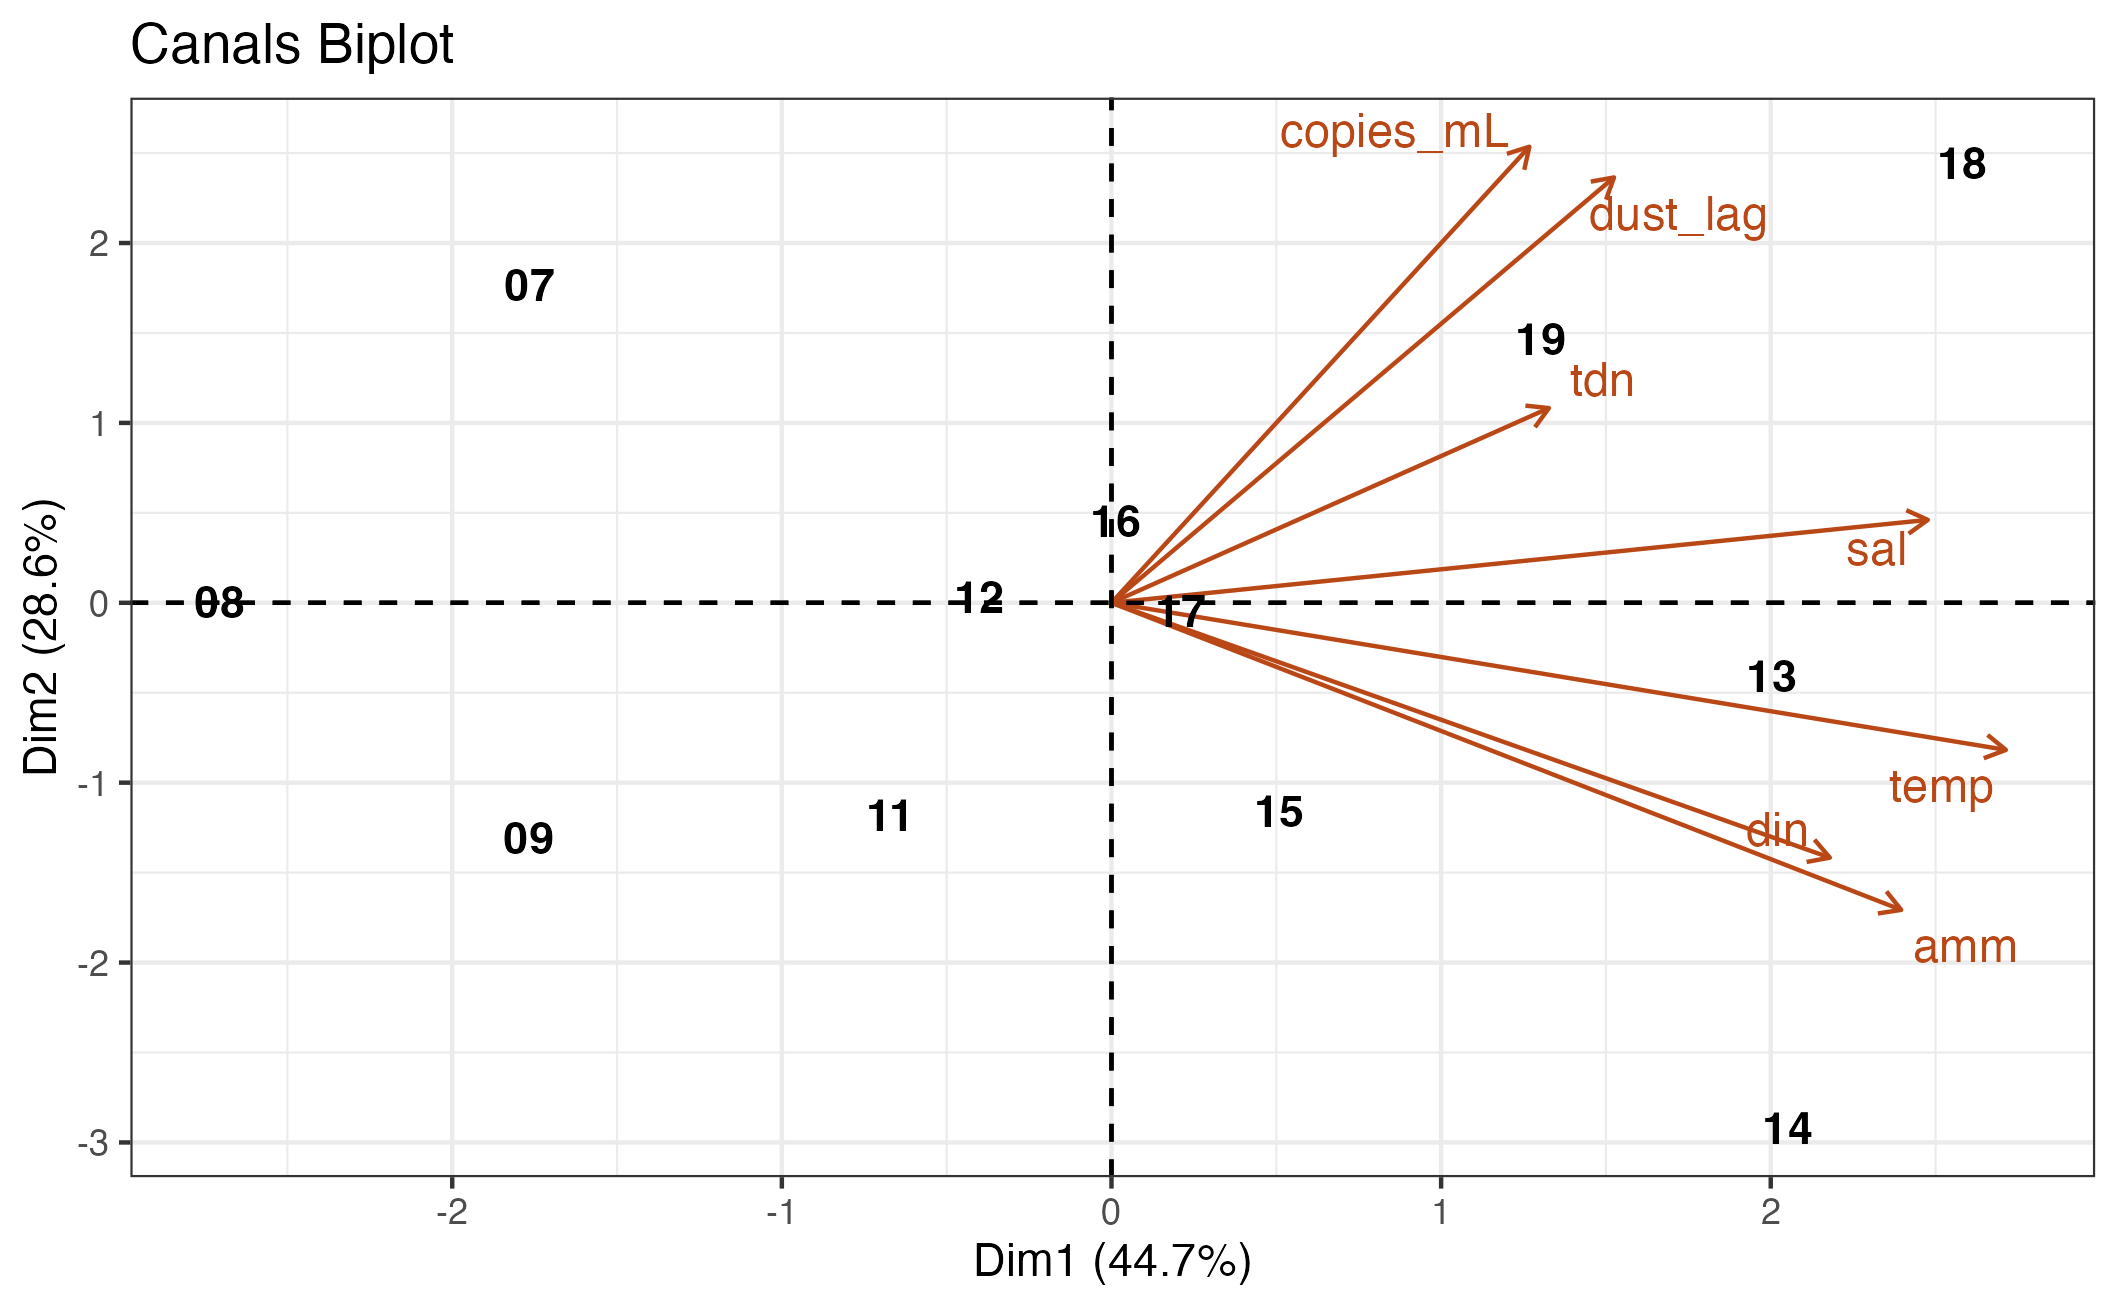 Canals Biplot
copies_mL
18
dust_lag
2
07
19
tdn
1
16
sal
08
12
0
17
13
temp
-1
din
15
11
09
amm
-2
14
-3
-2
-1
0
1
2
Dim1 (44.7%)
Dim2 (28.6%)